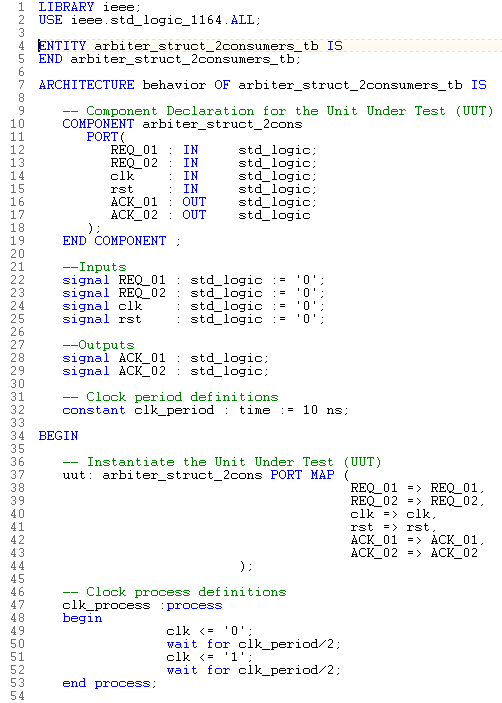 1 LIBRARY ieee;
2 USE ieee.std_logic_1164.ALL;
3
4 ENTITY arbiter_struct_2consumers_tb IS
5 END arbiter_struct_2consumers_tb;
6
7 ARCHITECTURE behavior OF arbiter_struct_2consumers_tb IS
8
9 -- Component Declaration for the Unit Under Test (UUT)
10 COMPONENT arbiter_struct_2cons
11 PORT(
12 REQ_01 : IN std_logic;
13 REQ_02 : IN std_logic;
14 clk : IN std_logic;
15 rst : IN std_logic;
16 ACK_01 : OUT std_logic;
17 ACK_02 : OUT std_logic
18 );
19 END COMPONENT ;
20
21 --Inputs
22 signal REQ_01 : std_logic := '0';
23 signal REQ_02 : std_logic := '0';
24 signal clk : std_logic := '0';
25 signal rst : std_logic := '0';
26
27 --Outputs
28 signal ACK_01 : std_logic;
29 signal ACK_02 : std_logic;
30
31 -- Clock period definitions
32 constant clk_period : time := 10 ns;
33
34 BEGIN
35
36 -- Instantiate the Unit Under Test (UUT)
37 uut: arbiter_struct_2cons PORT MAP (
38 REQ_01 => REQ_01,
39 REQ_02 => REQ_02,
40 clk => clk,
41 rst => rst,
42 ACK_01 => ACK_01,
43 ACK_02 => ACK_02
44 );
45
46 -- Clock process definitions
47 clk_process :process
48 begin
49 clk <= '0';
50 wait for clk_period/2;
51 clk <= '1';
52 wait for clk_period/2;
53 end process;
54